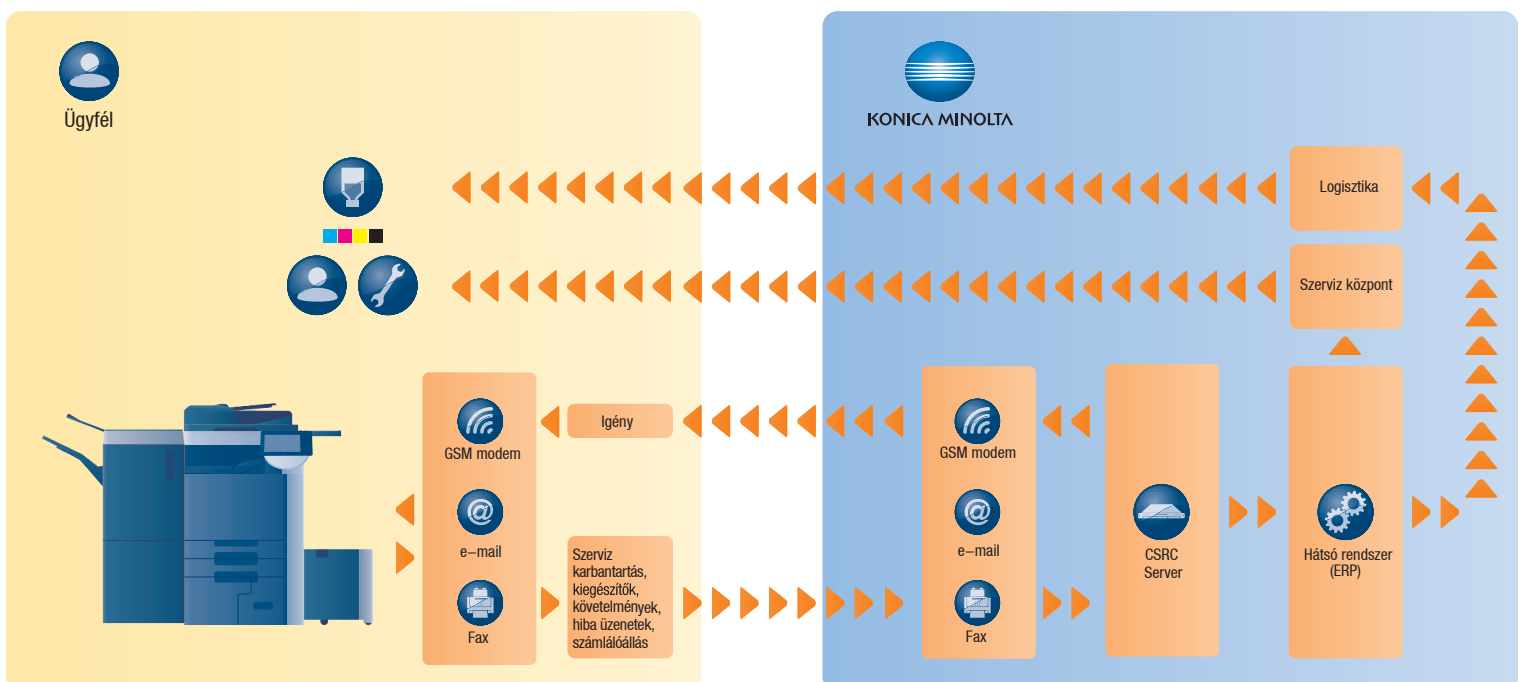 Ügyfél
KONICA MINOLTA
Logisztika
Szerviz központ
GSM modem
Igény
GSM modem
e–mail
Szerviz
karbantartás,
kiegészítők,
követelmények,
hiba üzenetek,
számlálóállás
e–mail
CSRC
Server
Hátsó rendszer
(ERP)
Fax
Fax